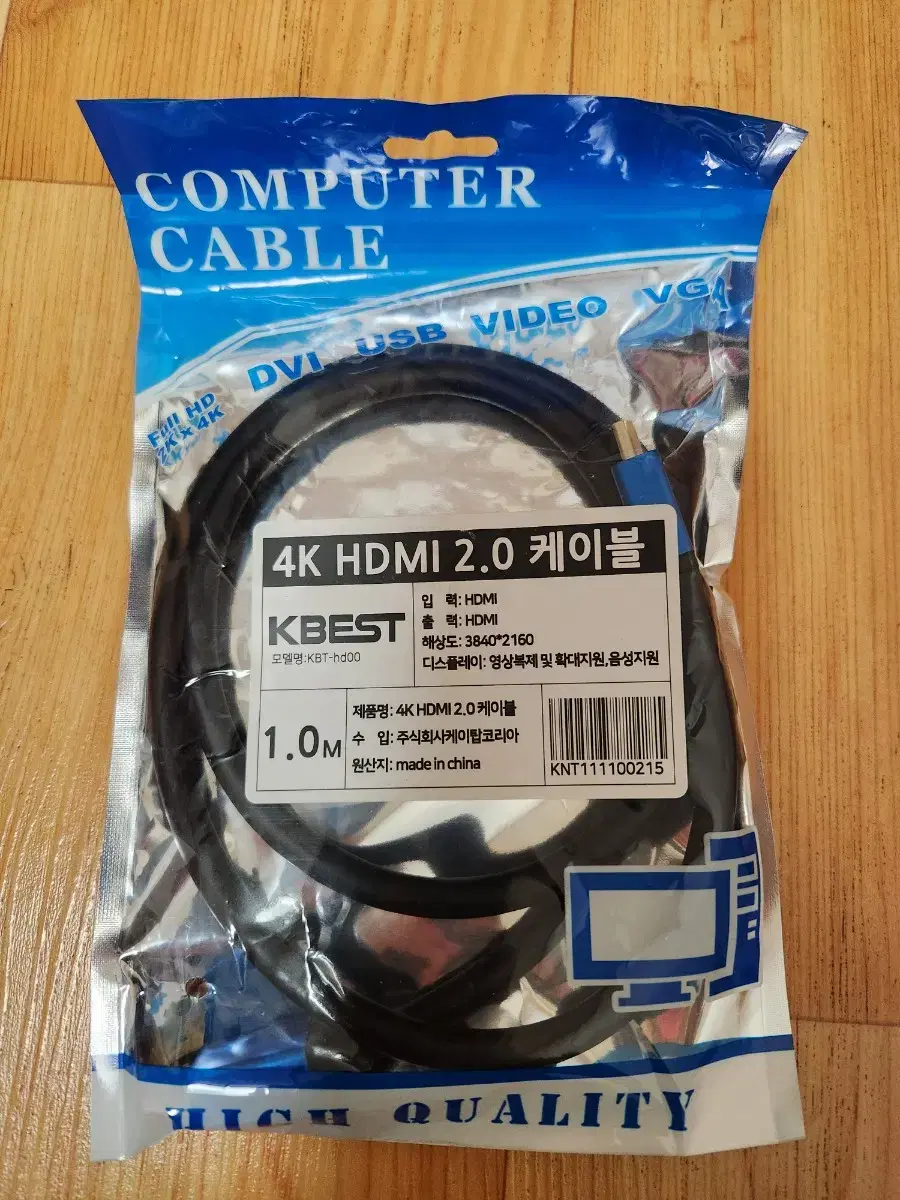 COMPUTER
CABLE
DVI USB VIDEO VGA
Full HD
2K x 4K
4K HDMI 2.0 케이블
KBEST
모델명:KBT-hd00
입 력: HDMI
출 력: HDMI
해상도: 3840*2160
디스플레이: 영상복제 및 확대지원,음성지원
1.0M
제품명: 4K HDMI 2.0 케이블
수 입: 주식회사케이탑코리아
원산지: made in china
KNT111100215
HIGH QUALITY